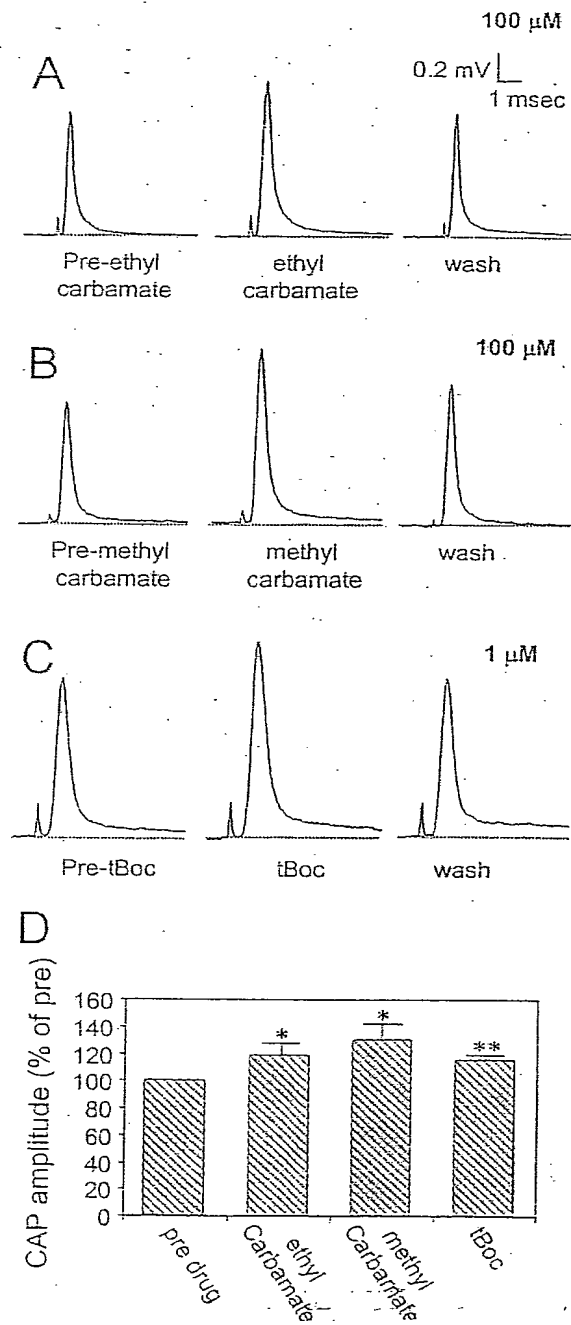 100 µM
A
0.2 mV
1 msec
Pre-ethyl
carbamate
ethyl
carbamate
wash
B
100 µM
Pre-methyl
carbamate
methyl
carbamate
wash
C
1 µM
Pre-tBoc
tBoc
wash
D
CAP amplitude (% of pre)
160
140
120
100
80
60
40
20
0
*
*
**
pre drug
ethyl
Carbamate
methyl
Carbamate
tBoc